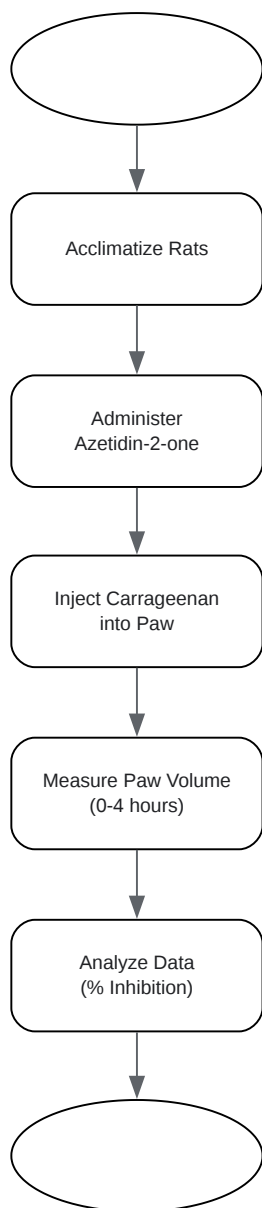 Acclimatize Rats
Administer
Azetidin-2-one
Inject Carrageenan
into Paw
Measure Paw Volume
(0-4 hours)
Analyze Data
(% Inhibition)